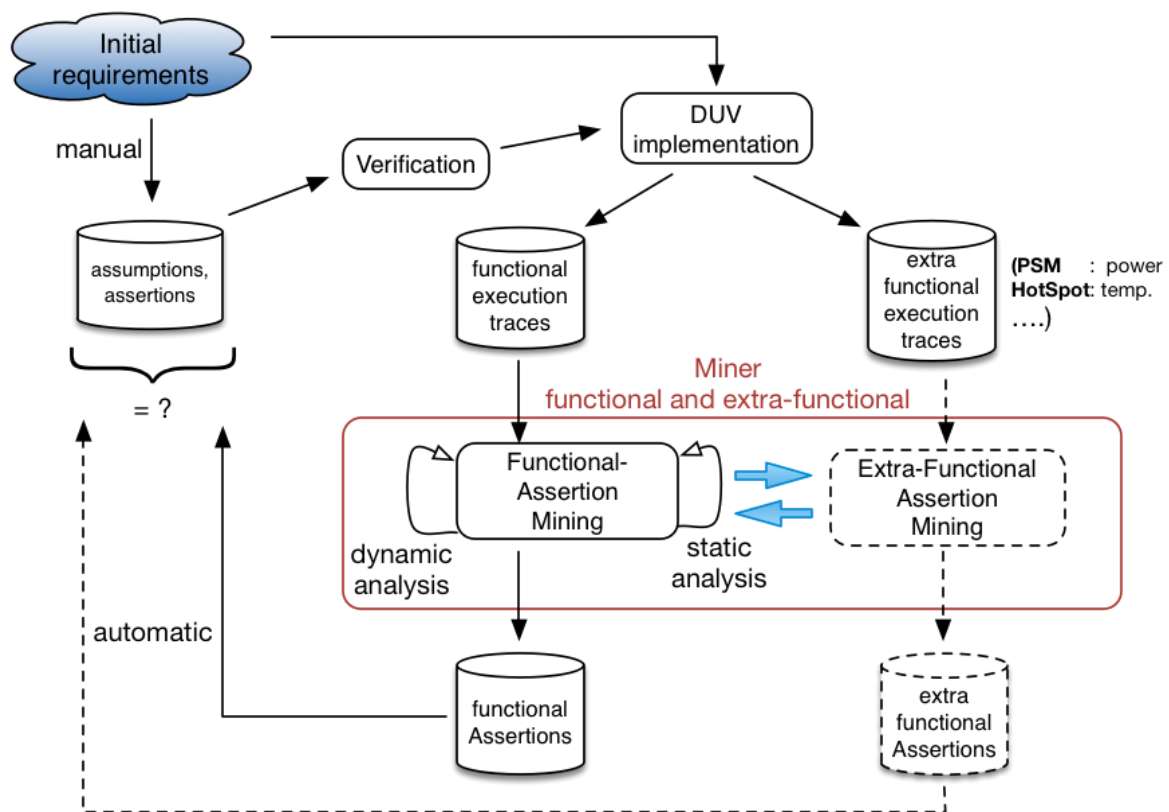 Initial
requirements
manual
DUV
implementation
Verification
assumptions,
assertions
functional
execution
traces
extra
functional
execution
traces
(PSM : power
HotSpot: temp.
....)
= ?
Miner
functional and extra-functional
Functional-
Assertion
Mining
Extra-Functional
Assertion
Mining
dynamic
analysis
static
analysis
automatic
functional
Assertions
extra
functional
Assertions